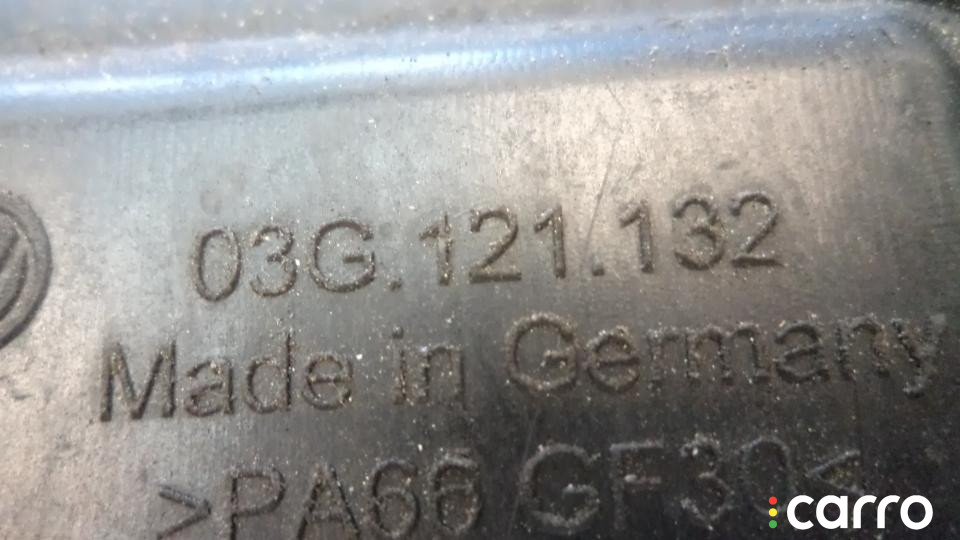 03G.121.132
Made in Germany
>PA66 GF30<
carro